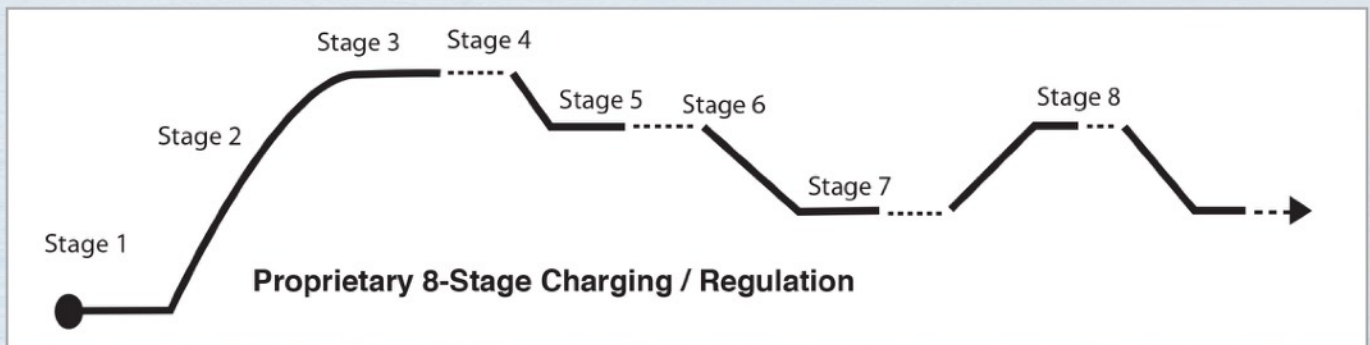 Stage 3
Stage 4
Stage 8
Stage 5
Stage 6
Stage 2
Stage 7
Stage 1
Proprietary 8-Stage Charging / Regulation